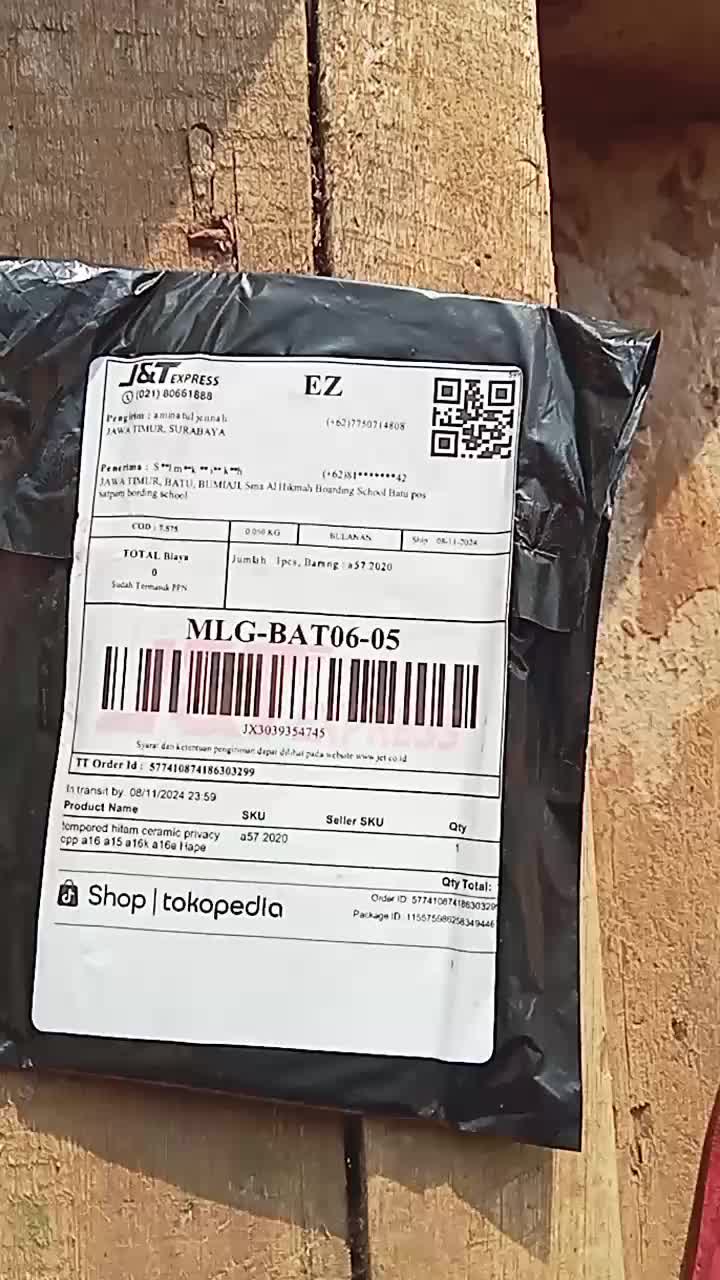 J&T EXPRESS
EZ
(021) 80661888
Pengirim : aminatul jennah
(+62)7750714808
JAWA TIMUR, SURABAYA
Penerima : S**l m**k **i** k**h
(+62)81*******42
JAWA TIMUR, BATU, BUMIAJI, Sma Al Hikmah Boarding School Batu pos
satpam bording school
COD : 7.575
0.050 KG
BULANAN
Ship : 08-11-2024
TOTAL Biaya
0
Sudah Termasuk PPN
Jumlah : 1pcs, Barang : a57 2020
MLG-BAT06-05
JX3039354745
Syarat dan ketentuan pengiriman dapat dilihat pada website www.jet.co.id
TT Order Id : 577410874186303299
In transit by 08/11/2024 23:59
Product Name SKU Seller SKU Qty
tempered hitam ceramic privacy a57 2020 1
opp a16 a15 a16k a16e Hape
Qty Total:
Shop | tokopedia
Order ID: 577410874186303299
Package ID: